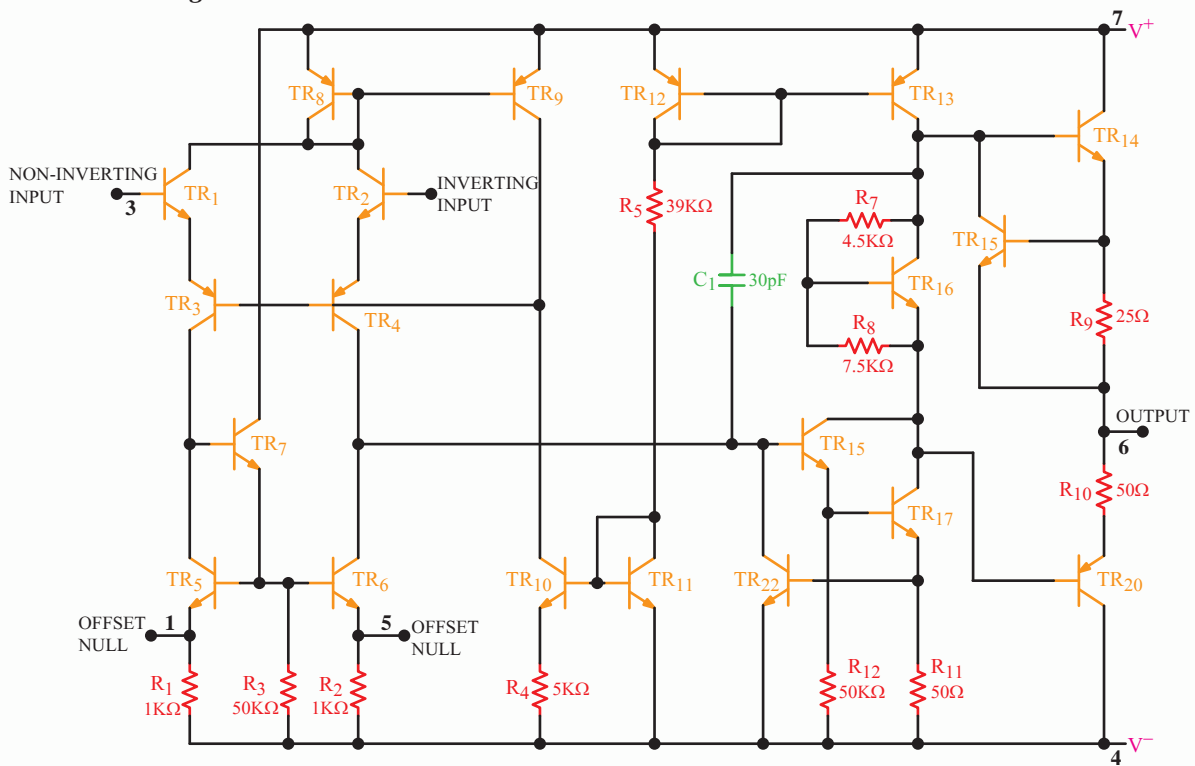 7
V+
TR8
TR9
TR12
TR13
TR14
NON-INVERTING
INPUT
3
TR1
TR2
INVERTING
INPUT
R5
39KΩ
R7
4.5KΩ
TR15
C1
30pF
TR16
TR3
TR4
R8
7.5KΩ
R9
25Ω
TR7
TR15
OUTPUT
6
R10
50Ω
TR17
TR5
TR6
TR10
TR11
TR22
TR20
OFFSET
NULL
1
5
OFFSET
NULL
R1
1KΩ
R3
50KΩ
R2
1KΩ
R4
5KΩ
R12
50KΩ
R11
50Ω
4
V−